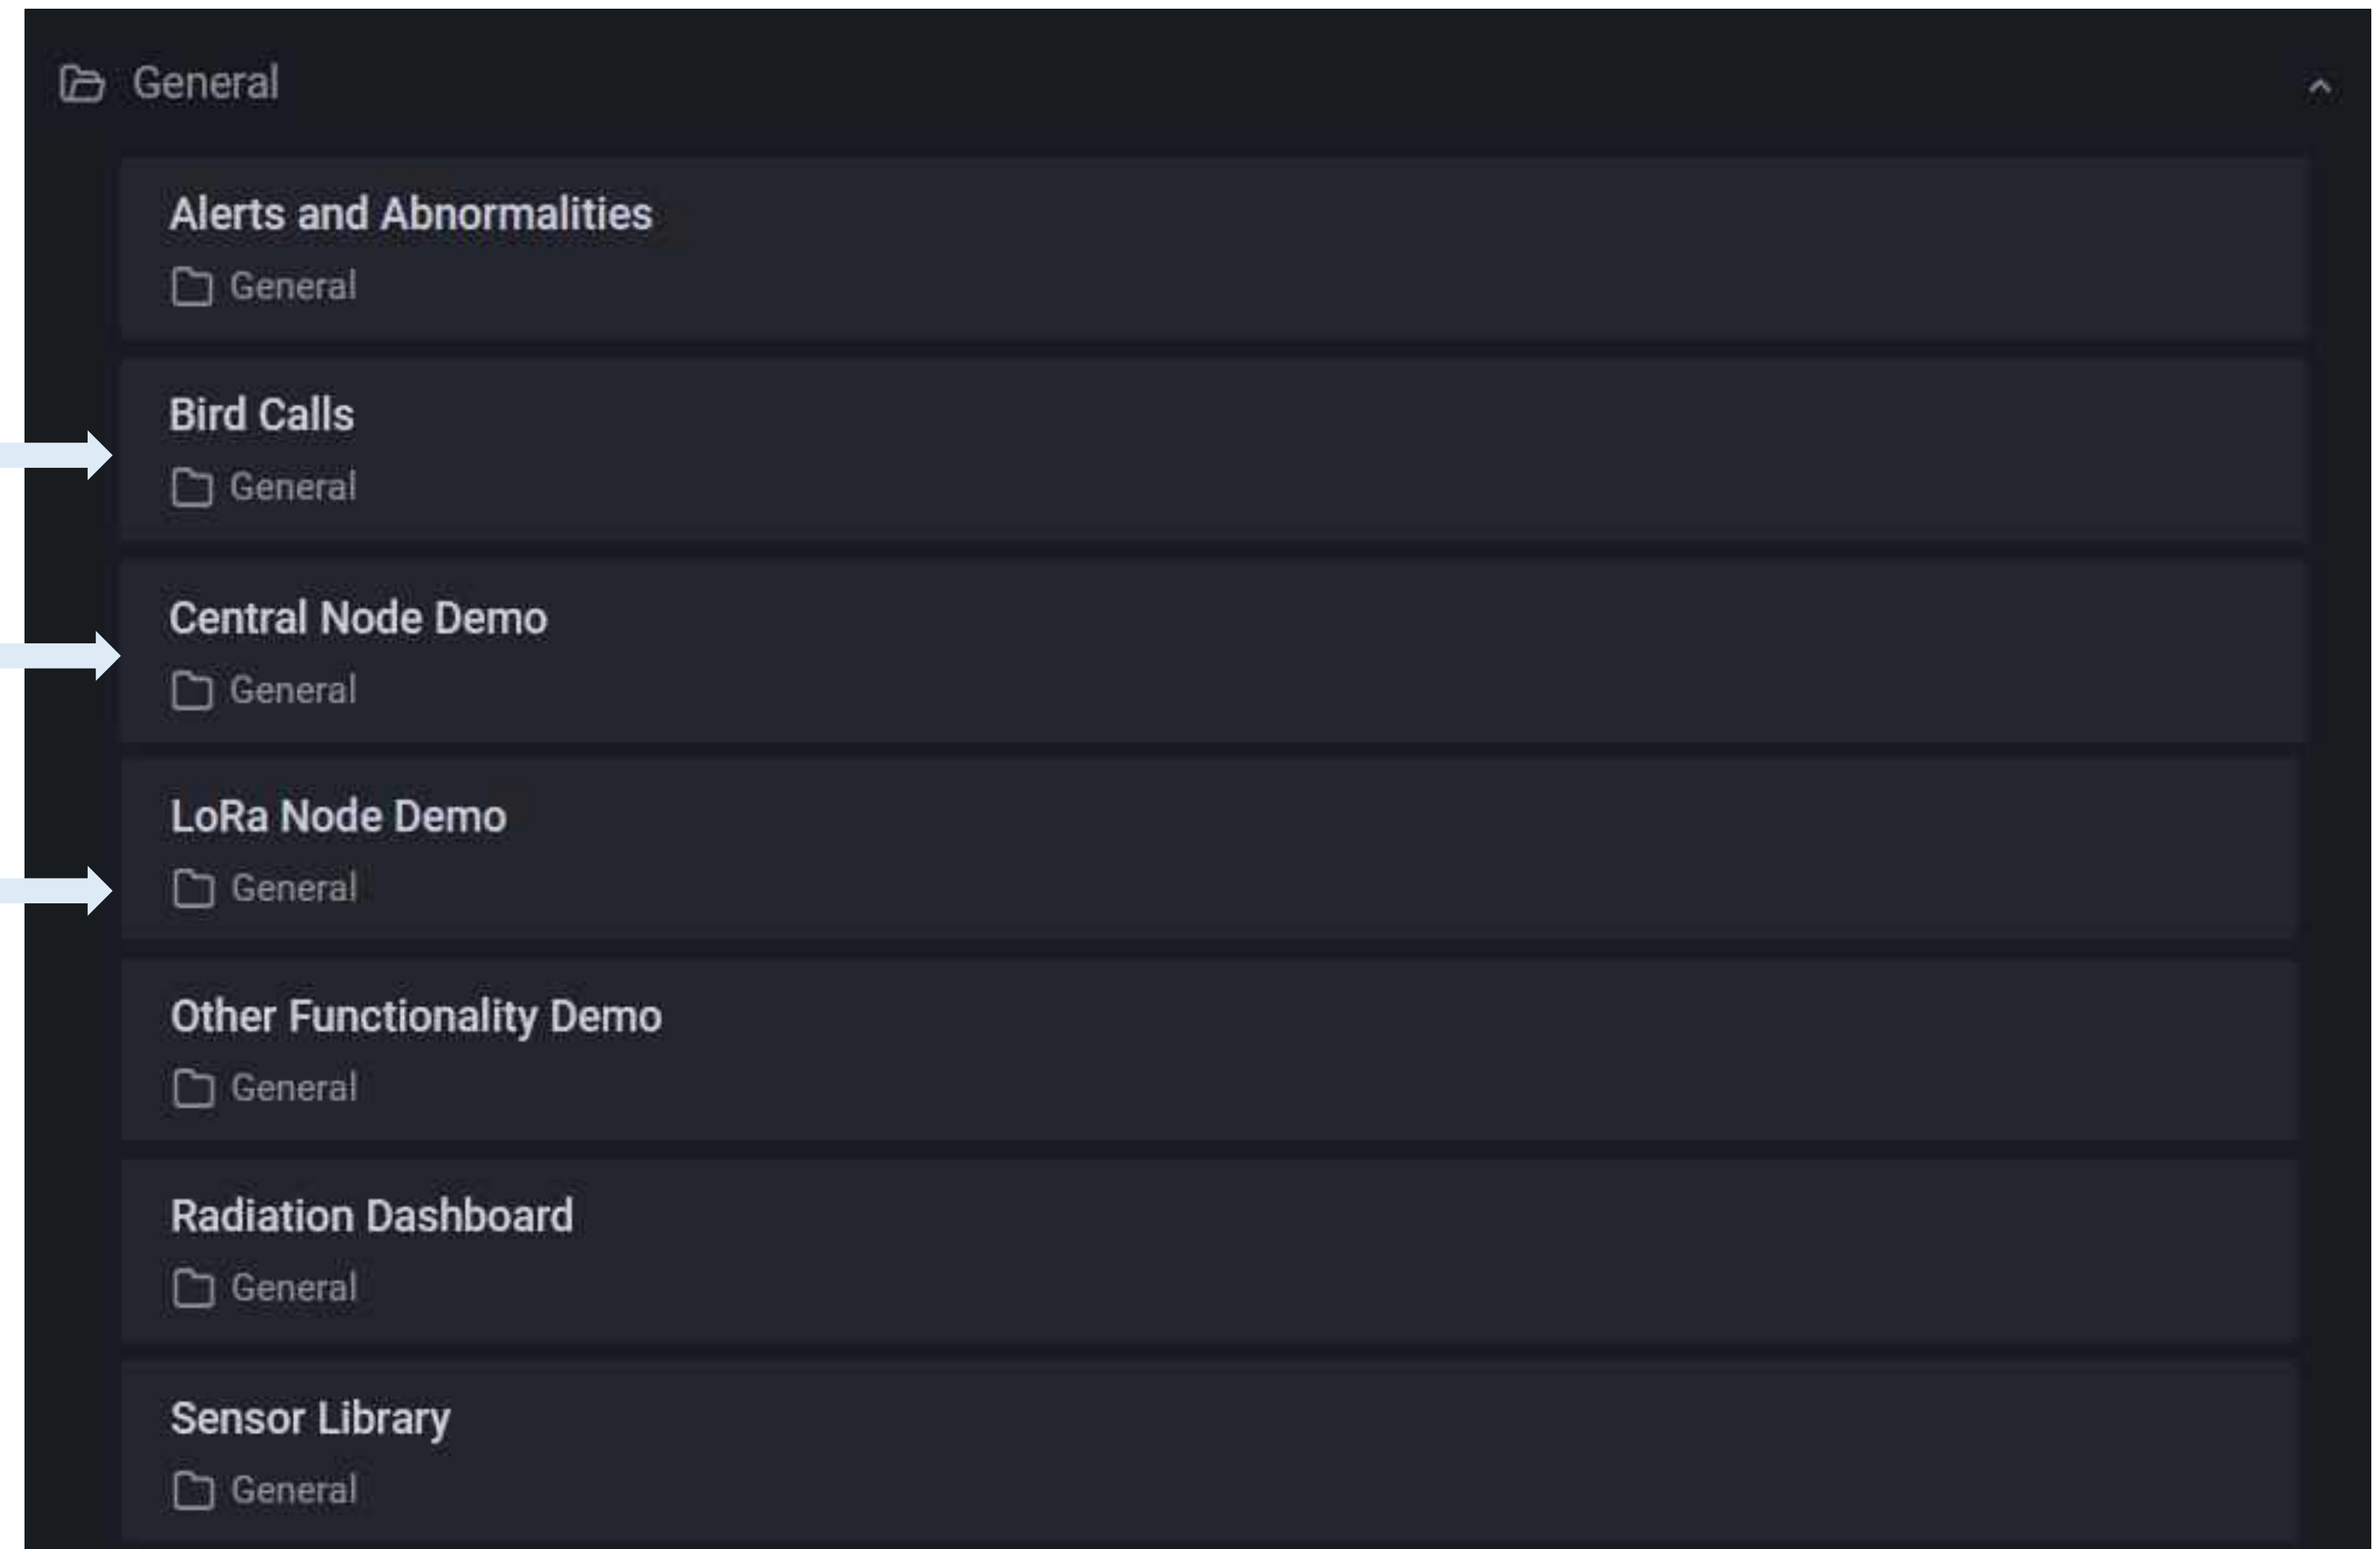 General
Alerts and Abnormalities
General
Bird Calls
General
Central Node Demo
General
LoRa Node Demo
General
Other Functionality Demo
General
Radiation Dashboard
General
Sensor Library
General